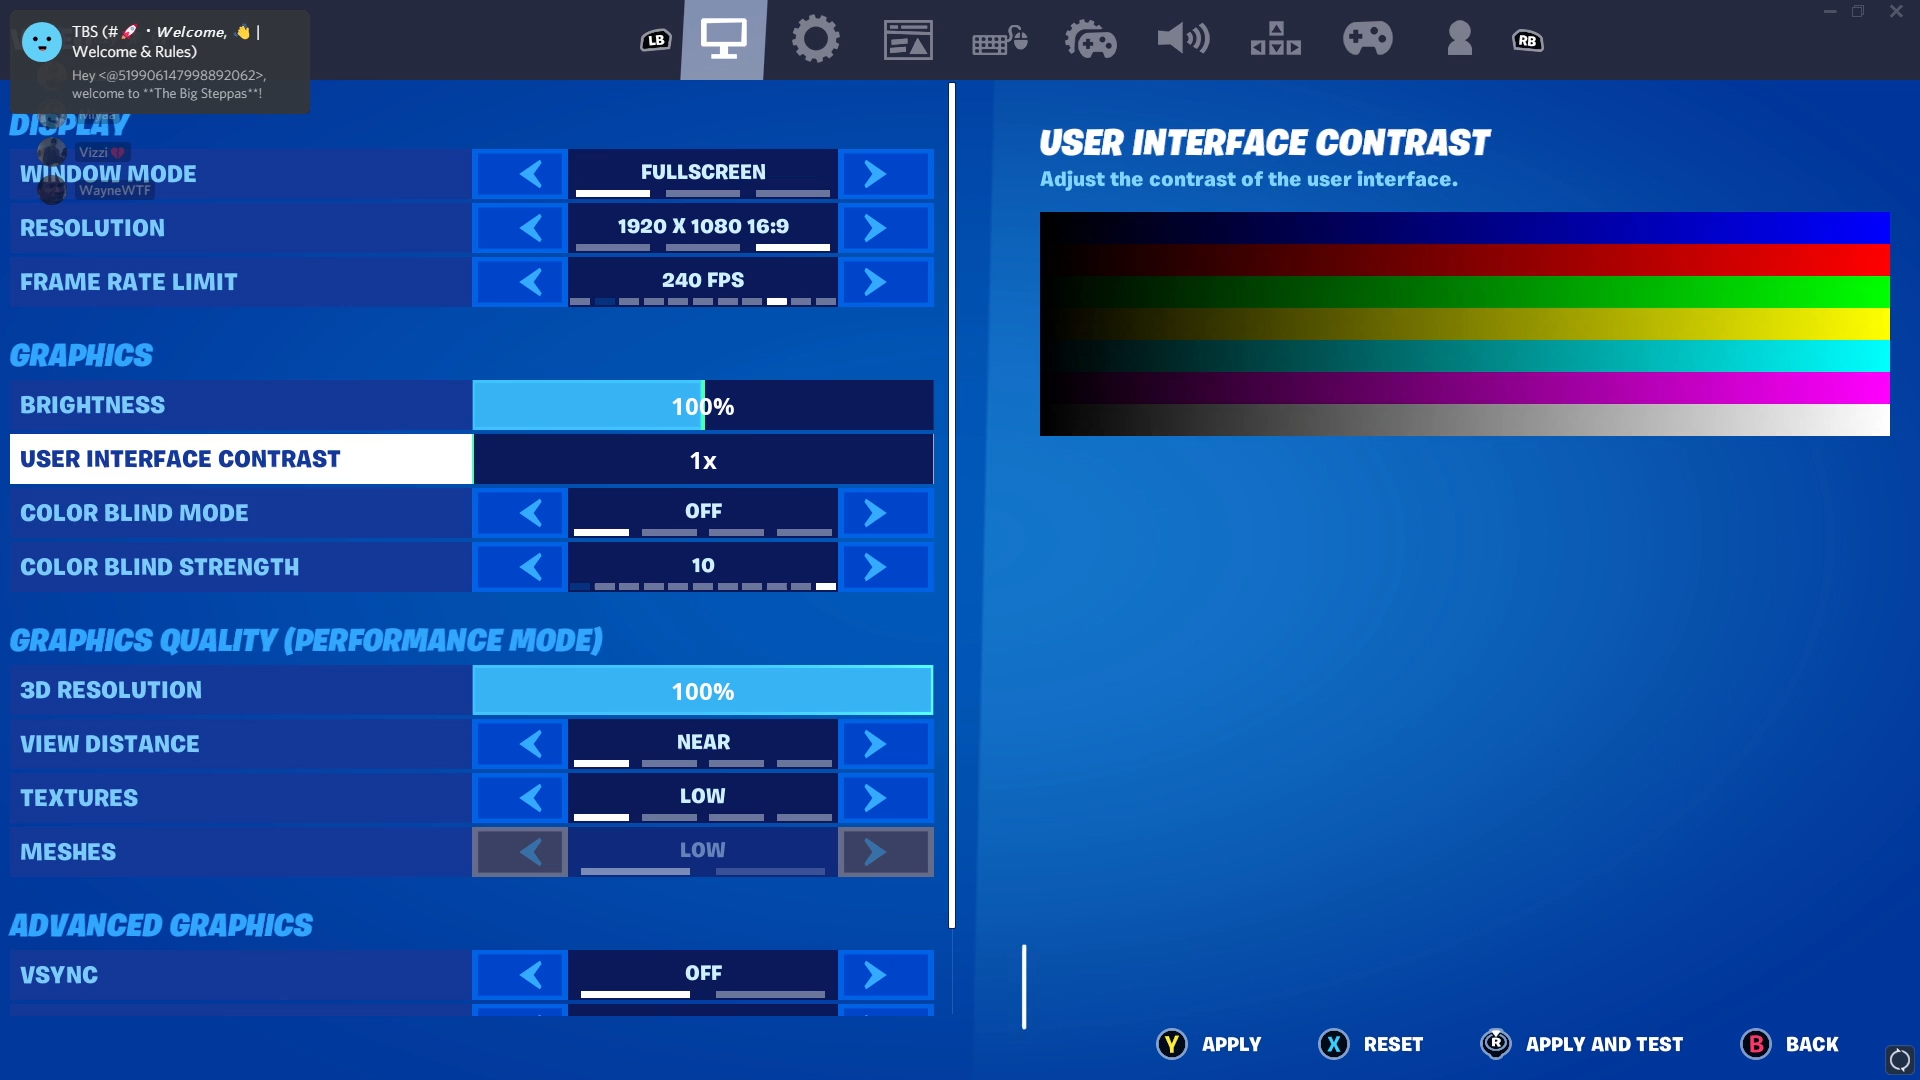 TBS (#🚀・Welcome, 👋 |
Welcome & Rules)
Hey <@519906147998892062>,
welcome to **The Big Steppas**!
LB
RB
DISPLAY
Vizzi💔
WINDOW MODE
FULLSCREEN
WayneWTF
RESOLUTION
1920 X 1080 16:9
FRAME RATE LIMIT
240 FPS
GRAPHICS
BRIGHTNESS
100%
USER INTERFACE CONTRAST
1x
COLOR BLIND MODE
OFF
COLOR BLIND STRENGTH
10
GRAPHICS QUALITY (PERFORMANCE MODE)
3D RESOLUTION
100%
VIEW DISTANCE
NEAR
TEXTURES
LOW
MESHES
LOW
ADVANCED GRAPHICS
VSYNC
OFF
USER INTERFACE CONTRAST
Adjust the contrast of the user interface.
Y APPLY
X RESET
R APPLY AND TEST
B BACK